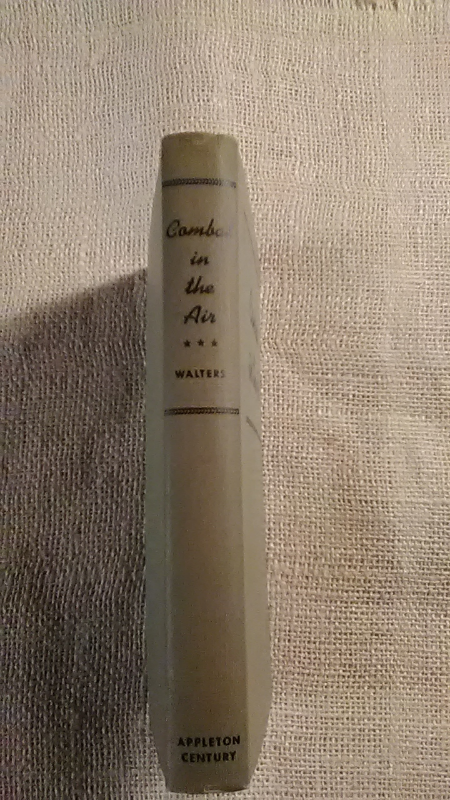 Combat
in
the
Air
★ ★ ★
WALTERS
APPLETON
CENTURY